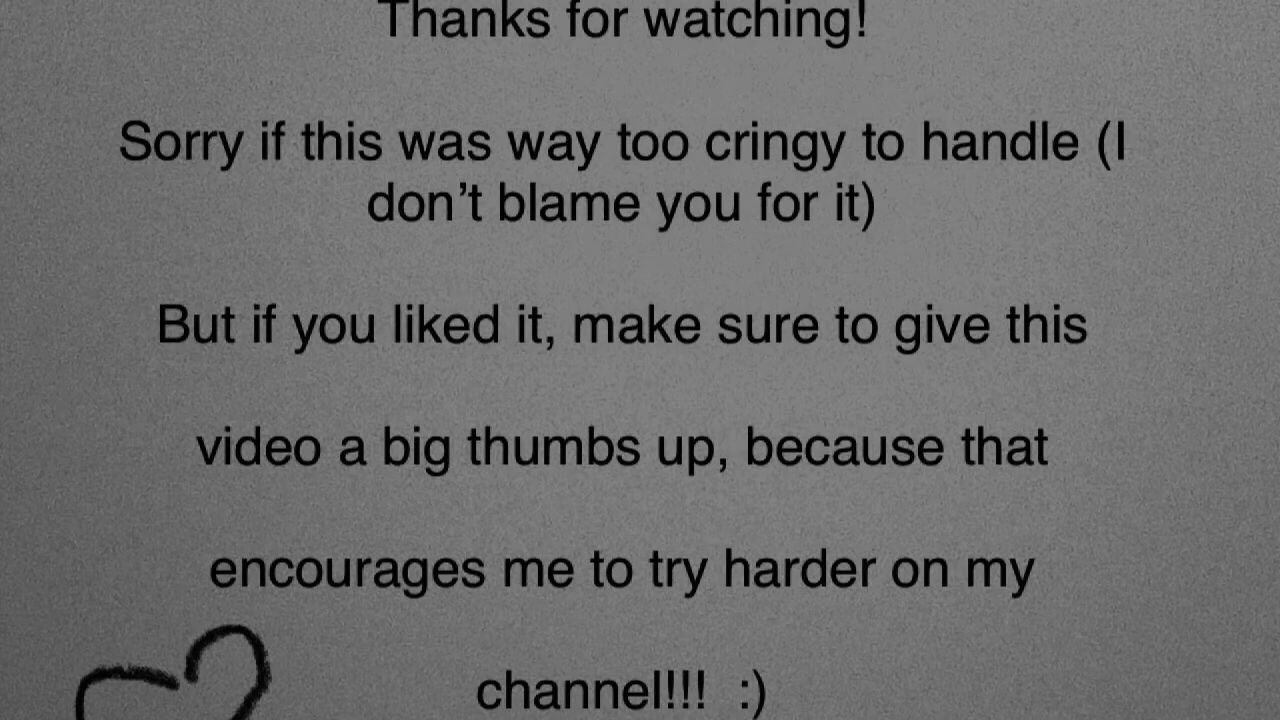 Thanks for watching!
Sorry if this was way too cringy to handle (I
don’t blame you for it)
But if you liked it, make sure to give this
video a big thumbs up, because that
encourages me to try harder on my
channel!!!  :)